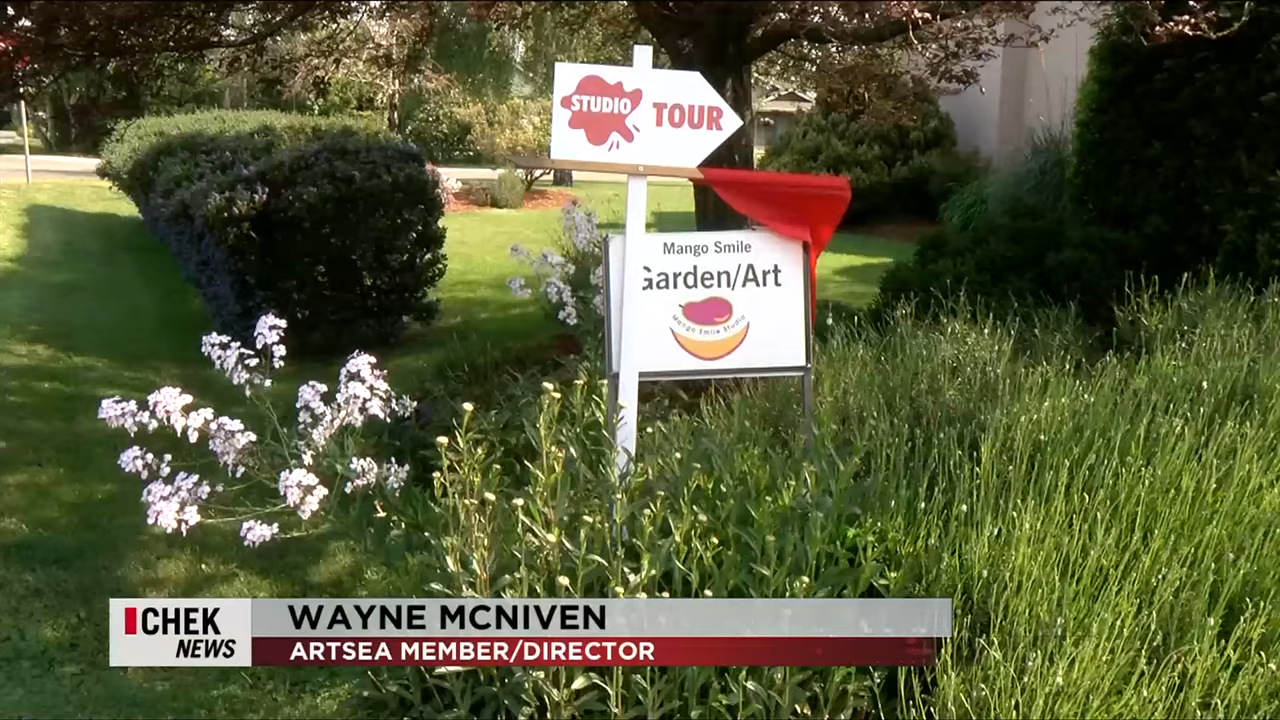 STUDIO TOUR
Mango Smile
Garden/Art
Mango Smile Studio
CHEK NEWS
WAYNE MCNIVEN
ARTSEA MEMBER/DIRECTOR